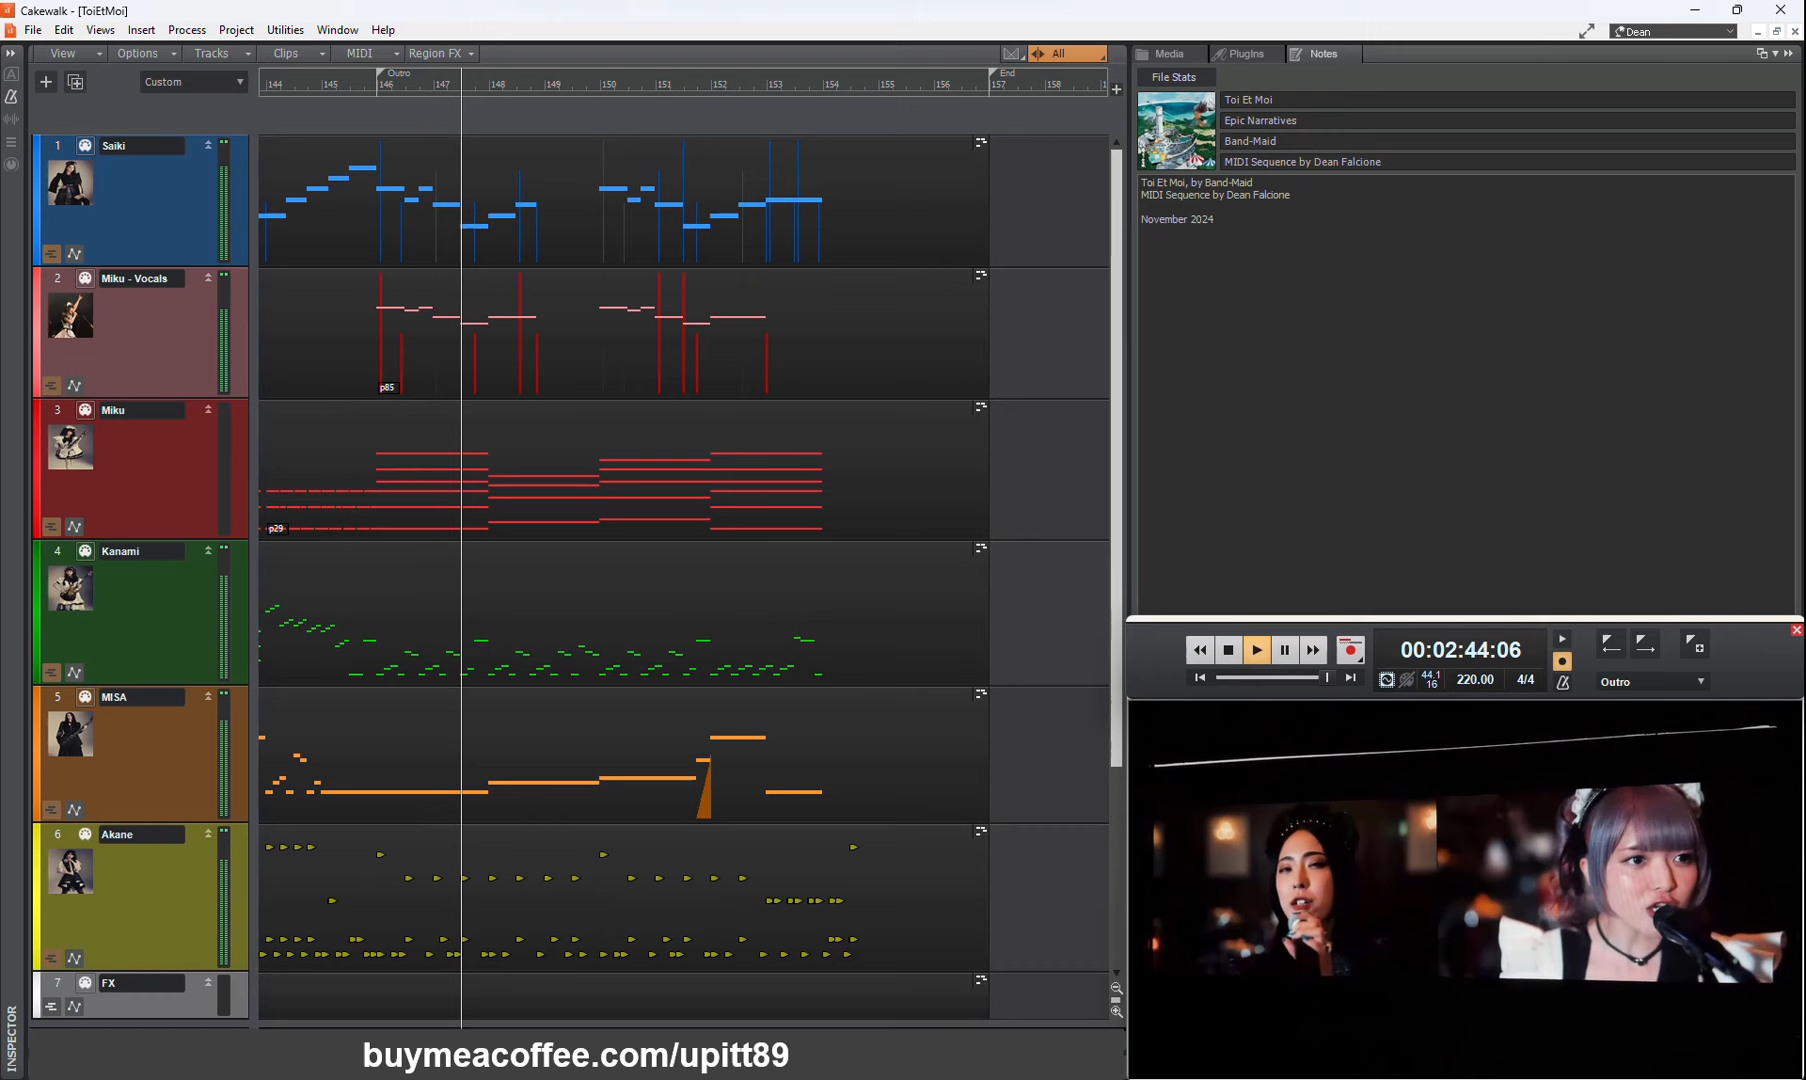 Cakewalk - [ToiEtMoi]
File Edit Views Insert Process Project Utilities Window Help
Dean
View Options Tracks Clips MIDI Region FX
All
Media PlugIns Notes
Custom
Outro End
144 145 146 147 148 149 150 151 152 153 154 155 156 157 158 1
File Stats
Toi Et Moi
Epic Narratives
Band-Maid
MIDI Sequence by Dean Falcione
Toi Et Moi, by Band-Maid
MIDI Sequence by Dean Falcione
November 2024
1 Saiki
2 Miku - Vocals
p85
3 Miku
p29
4 Kanami
5 MISA
6 Akane
7 FX
00:02:44:06
44.1
16
220.00
4/4
Outro
INSPECTOR
buymeacoffee.com/upitt89